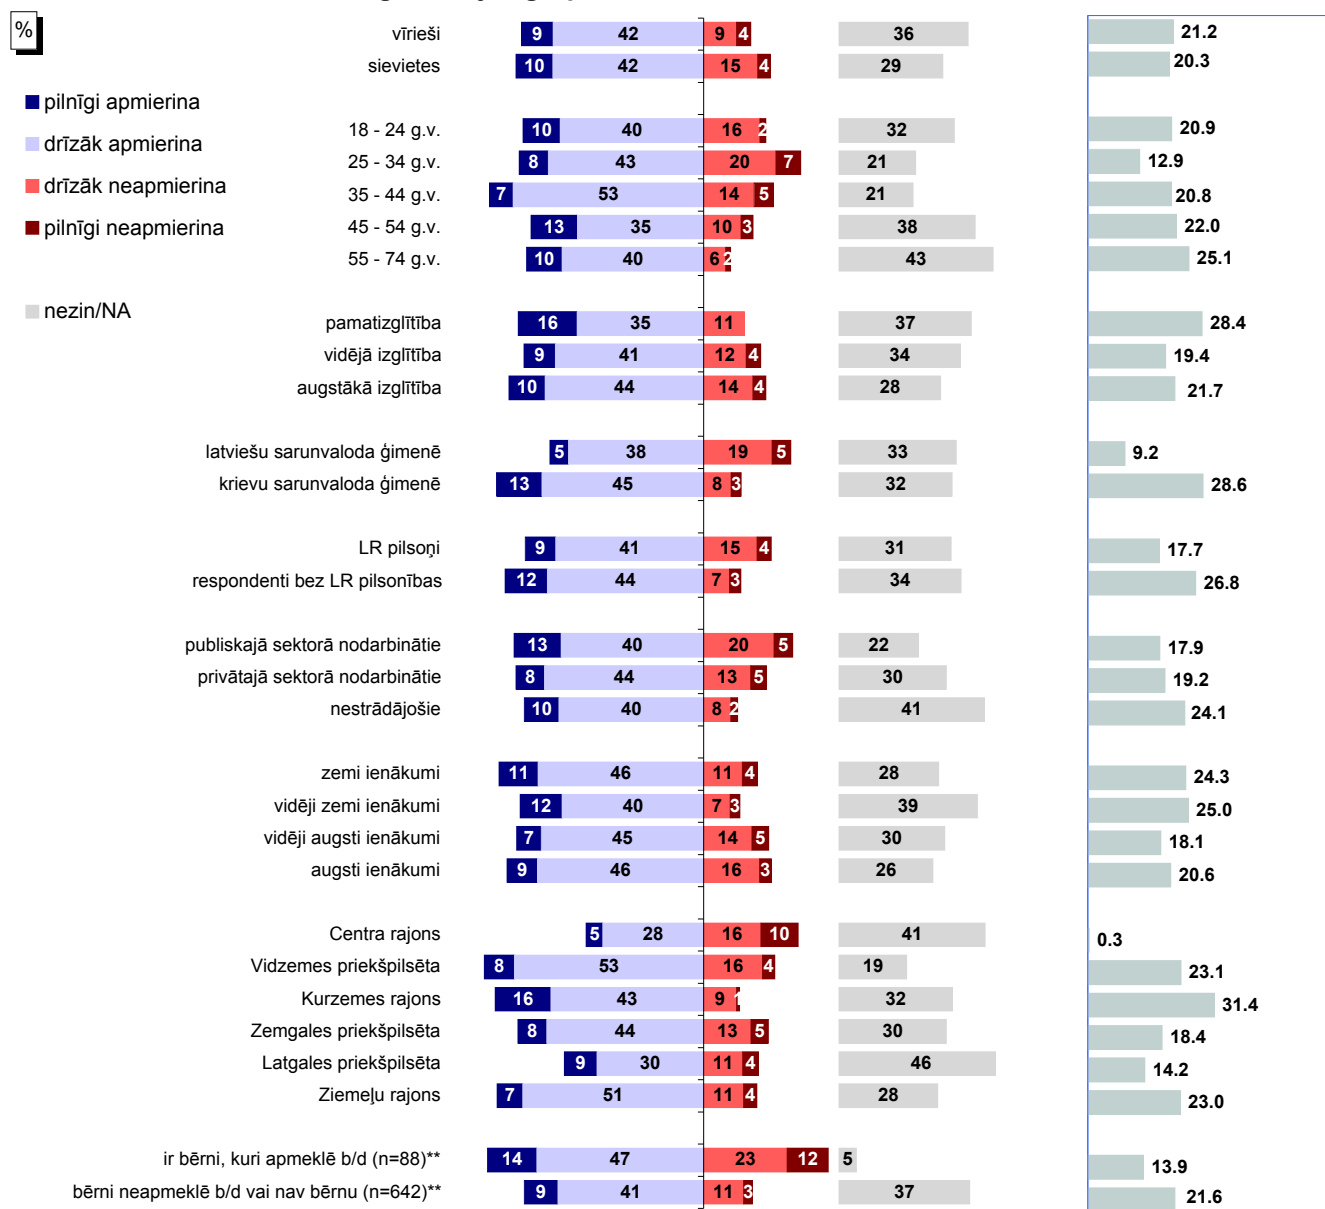 %
pilnīgi apmierina
drīzāk apmierina
drīzāk neapmierina
pilnīgi neapmierina
nezin/NA
vīrieši 9 42 9 4 36 21.2
sievietes 10 42 15 4 29 20.3
18 - 24 g.v. 10 40 16 2 32 20.9
25 - 34 g.v. 8 43 20 7 21 12.9
35 - 44 g.v. 7 53 14 5 21 20.8
45 - 54 g.v. 13 35 10 3 38 22.0
55 - 74 g.v. 10 40 6 2 43 25.1
pamatizglītība 16 35 11 37 28.4
vidējā izglītība 9 41 12 4 34 19.4
augstākā izglītība 10 44 14 4 28 21.7
latviešu sarunvaloda ģimenē 5 38 19 5 33 9.2
krievu sarunvaloda ģimenē 13 45 8 3 32 28.6
LR pilsoņi 9 41 15 4 31 17.7
respondenti bez LR pilsonības 12 44 7 3 34 26.8
publiskajā sektorā nodarbinātie 13 40 20 5 22 17.9
privātajā sektorā nodarbinātie 8 44 13 5 30 19.2
nestrādājošie 10 40 8 2 41 24.1
zemi ienākumi 11 46 11 4 28 24.3
vidēji zemi ienākumi 12 40 7 3 39 25.0
vidēji augsti ienākumi 7 45 14 5 30 18.1
augsti ienākumi 9 46 16 3 26 20.6
Centra rajons 5 28 16 10 41 0.3
Vidzemes priekšpilsēta 8 53 16 4 19 23.1
Kurzemes rajons 16 43 9 1 32 31.4
Zemgales priekšpilsēta 8 44 13 5 30 18.4
Latgales priekšpilsēta 9 30 11 4 46 14.2
Ziemeļu rajons 7 51 11 4 28 23.0
ir bērni, kuri apmeklē b/d (n=88)** 14 47 23 12 5 13.9
bērni neapmeklē b/d vai nav bērnu (n=642)** 9 41 11 3 37 21.6